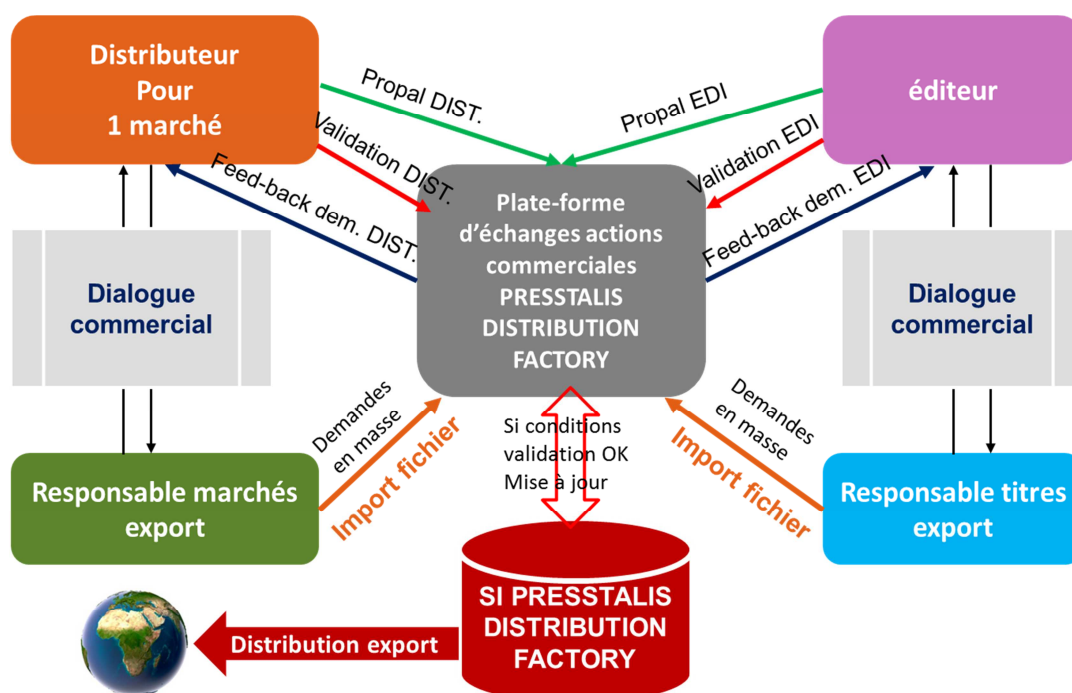 Distributeur
Pour
1 marché
Propal DIST.
Validation DIST.
Feed-back dem. DIST.
Propal EDI
Validation EDI
Feed-back dem. EDI
éditeur
Plate-forme
d'échanges actions
commerciales
PRESSTALIS
DISTRIBUTION
FACTORY
Dialogue
commercial
Dialogue
commercial
Demandes
en masse
Import fichier
Si conditions
validation OK
Mise à jour
Demandes
en masse
Import fichier
Responsable marchés
export
Responsable titres
export
SI PRESSTALIS
DISTRIBUTION
FACTORY
Distribution export